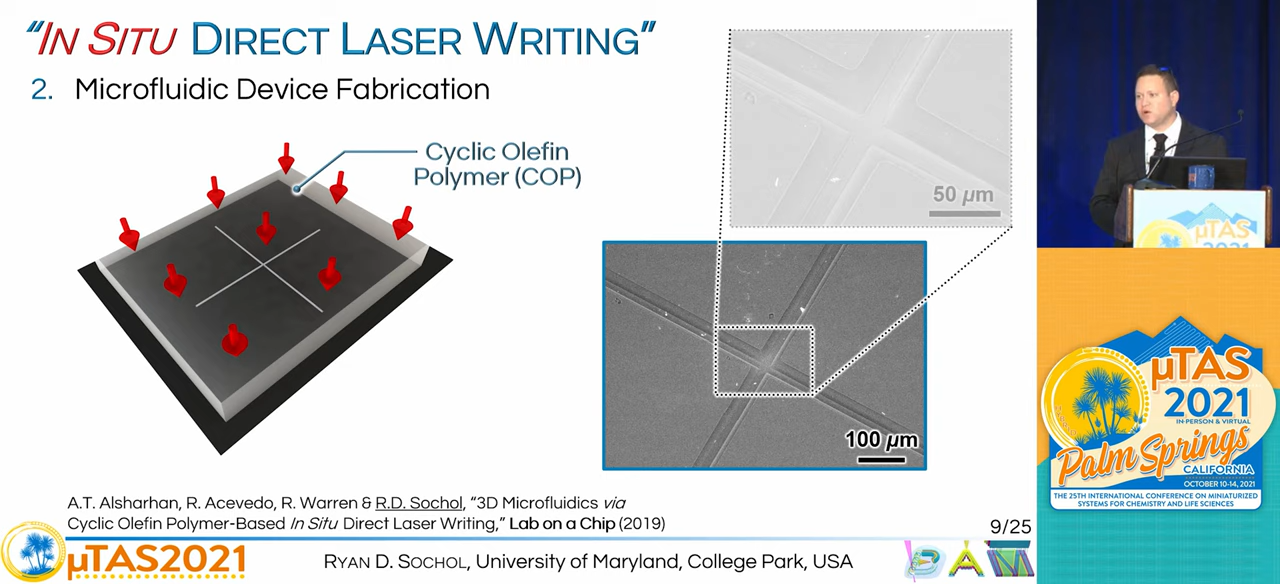 “IN SITU DIRECT LASER WRITING”
2. Microfluidic Device Fabrication
Cyclic Olefin
Polymer (COP)
50 µm
100 µm
A.T. Alsharhan, R. Acevedo, R. Warren & R.D. Sochol, “3D Microfluidics via
Cyclic Olefin Polymer-Based In Situ Direct Laser Writing,” Lab on a Chip (2019)
9/25
µTAS2021
RYAN D. SOCHOL, University of Maryland, College Park, USA
BAM
µTAS
2021
µTAS
2021
IN-PERSON & VIRTUAL
Palm Springs
CALIFORNIA
OCTOBER 10-14, 2021
THE 25TH INTERNATIONAL CONFERENCE ON MINIATURIZED
SYSTEMS FOR CHEMISTRY AND LIFE SCIENCES